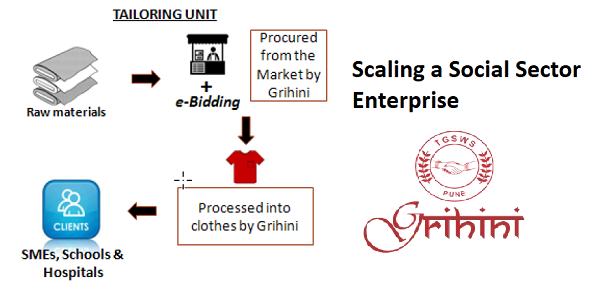 TAILORING UNIT
Procured
from the
Market by
Grihini
+
e-Bidding
Raw materials
Scaling a Social Sector
Enterprise
TGSWS
PUNE
Grihini
Processed into
clothes by Grihini
CLIENTS
SMEs, Schools &
Hospitals